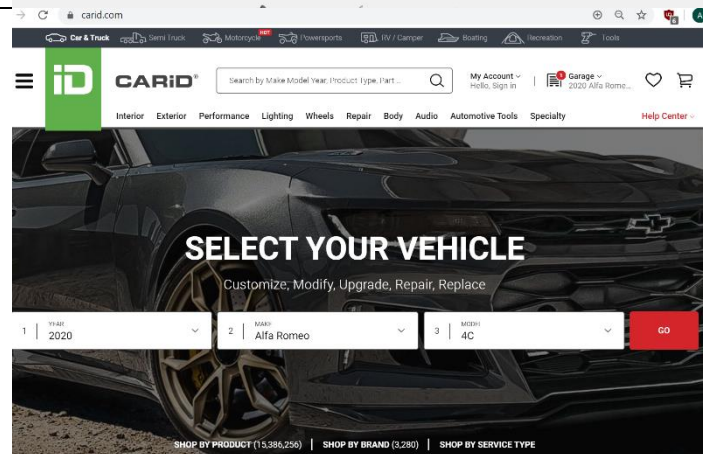 carid.com
Car & Truck Semi Truck Motorcycle HOT Powersports RV / Camper Boating Recreation Tools
iD CARiD® Search by Make Model Year, Product Type, Part ... My Account Hello, Sign in Garage 2020 Alfa Rome...
Interior Exterior Performance Lighting Wheels Repair Body Audio Automotive Tools Specialty Help Center
SELECT YOUR VEHICLE
Customize, Modify, Upgrade, Repair, Replace
1 YEAR 2020 2 MAKE Alfa Romeo 3 MODEL 4C GO
SHOP BY PRODUCT (15,386,256) SHOP BY BRAND (3,280) SHOP BY SERVICE TYPE